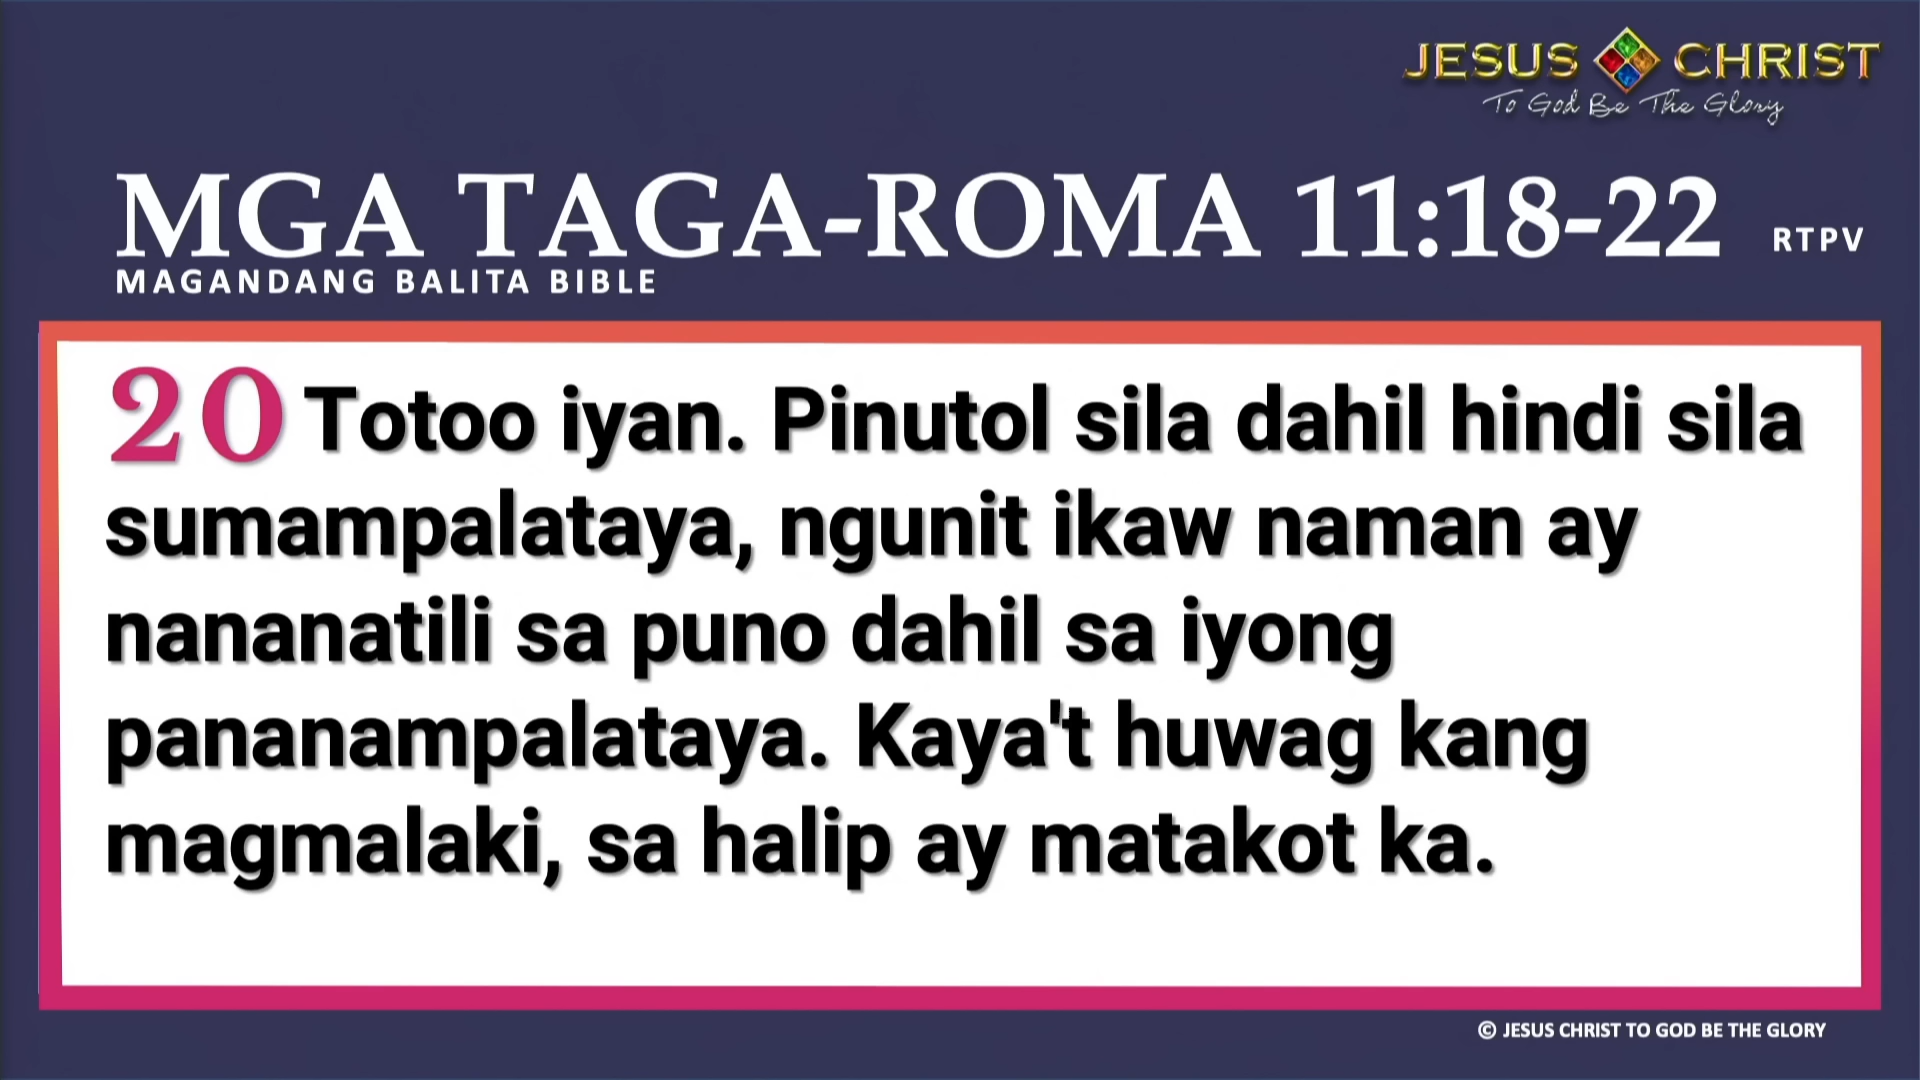 JESUS CHRIST
To God Be The Glory
MGA TAGA-ROMA 11:18-22 RTPV
MAGANDANG BALITA BIBLE
20 Totoo iyan. Pinutol sila dahil hindi sila
sumampalataya, ngunit ikaw naman ay
nananatili sa puno dahil sa iyong
pananampalataya. Kaya't huwag kang
magmalaki, sa halip ay matakot ka.
© JESUS CHRIST TO GOD BE THE GLORY